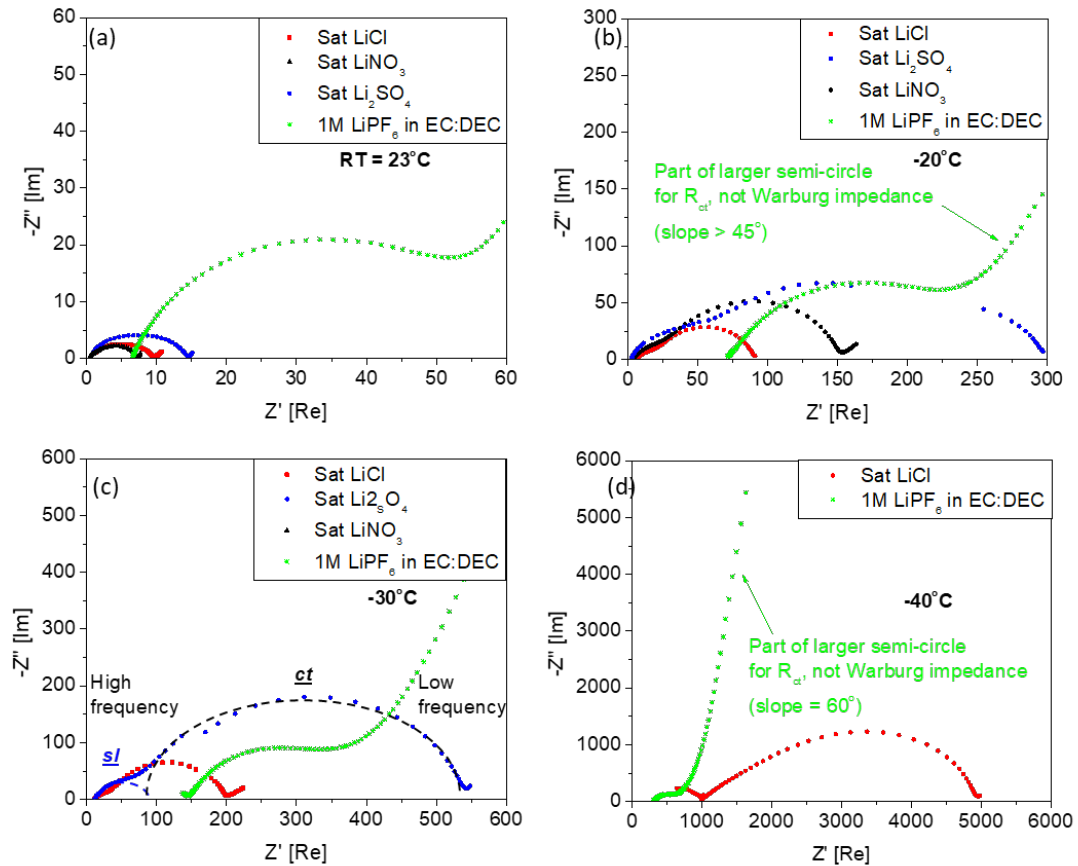 (a)
60
50
40
30
20
10
0
-Z'' [Im]
Sat LiCl
Sat LiNO₃
Sat Li₂SO₄
1M LiPF₆ in EC:DEC
RT = 23°C
0 10 20 30 40 50 60
Z' [Re]
(b)
300
250
200
150
100
50
0
-Z'' [Im]
Sat LiCl
Sat Li₂SO₄
Sat LiNO₃
1M LiPF₆ in EC:DEC
-20°C
Part of larger semi-circle
for R_ct, not Warburg impedance
(slope > 45°)
0 50 100 150 200 250 300
Z' [Re]
(c)
600
500
400
300
200
100
0
-Z'' [Im]
Sat LiCl
Sat Li2ₛO₄
Sat LiNO₃
1M LiPF₆ in EC:DEC
-30°C
High
frequency
ct
Low
frequency
sl
0 100 200 300 400 500 600
Z' [Re]
(d)
6000
5000
4000
3000
2000
1000
0
-Z'' [Im]
Sat LiCl
1M LiPF₆ in EC:DEC
-40°C
Part of larger semi-circle
for R_ct, not Warburg impedance
(slope = 60°)
0 1000 2000 3000 4000 5000 6000
Z' [Re]